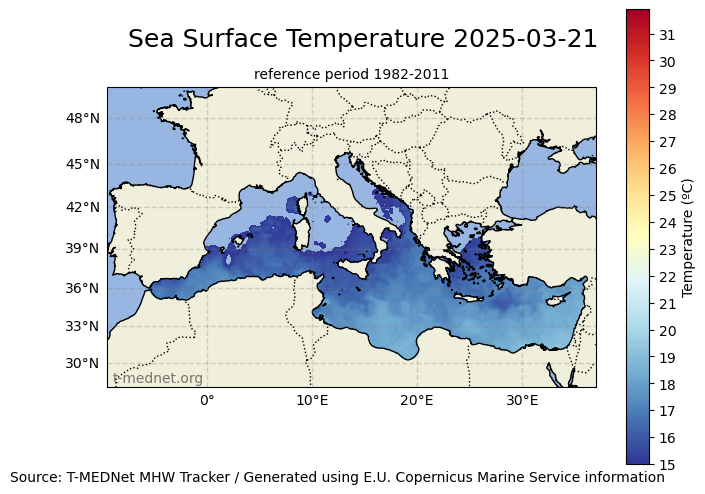 Sea Surface Temperature 2025-03-21
reference period 1982-2011
48°N
45°N
42°N
39°N
36°N
33°N
30°N
0°
10°E
20°E
30°E
t-mednet.org
31
30
29
28
27
26
25
24
23
22
21
20
19
18
17
16
15
Temperature (ºC)
Source: T-MEDNet MHW Tracker / Generated using E.U. Copernicus Marine Service information